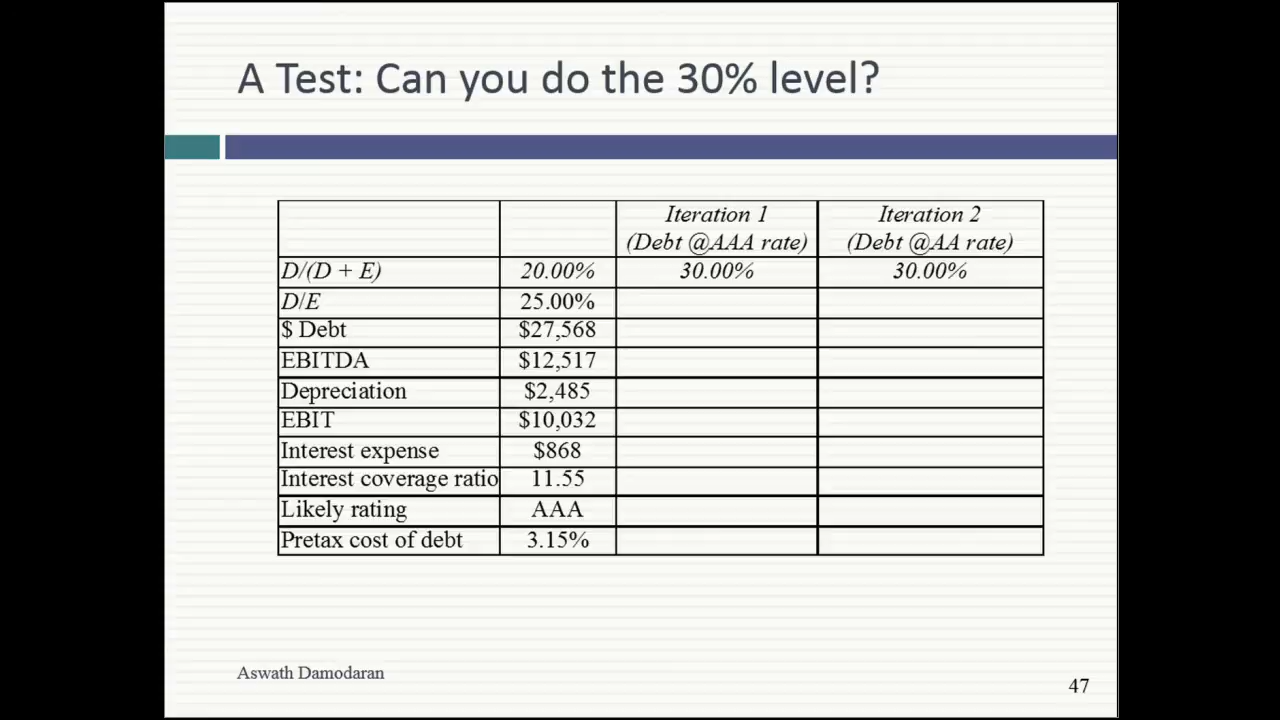 A Test: Can you do the 30% level?
Iteration 1 Iteration 2
(Debt @AAA rate) (Debt @AA rate)
D/(D + E) 20.00% 30.00% 30.00%
D/E 25.00%
$ Debt $27,568
EBITDA $12,517
Depreciation $2,485
EBIT $10,032
Interest expense $868
Interest coverage ratio 11.55
Likely rating AAA
Pretax cost of debt 3.15%
Aswath Damodaran
47